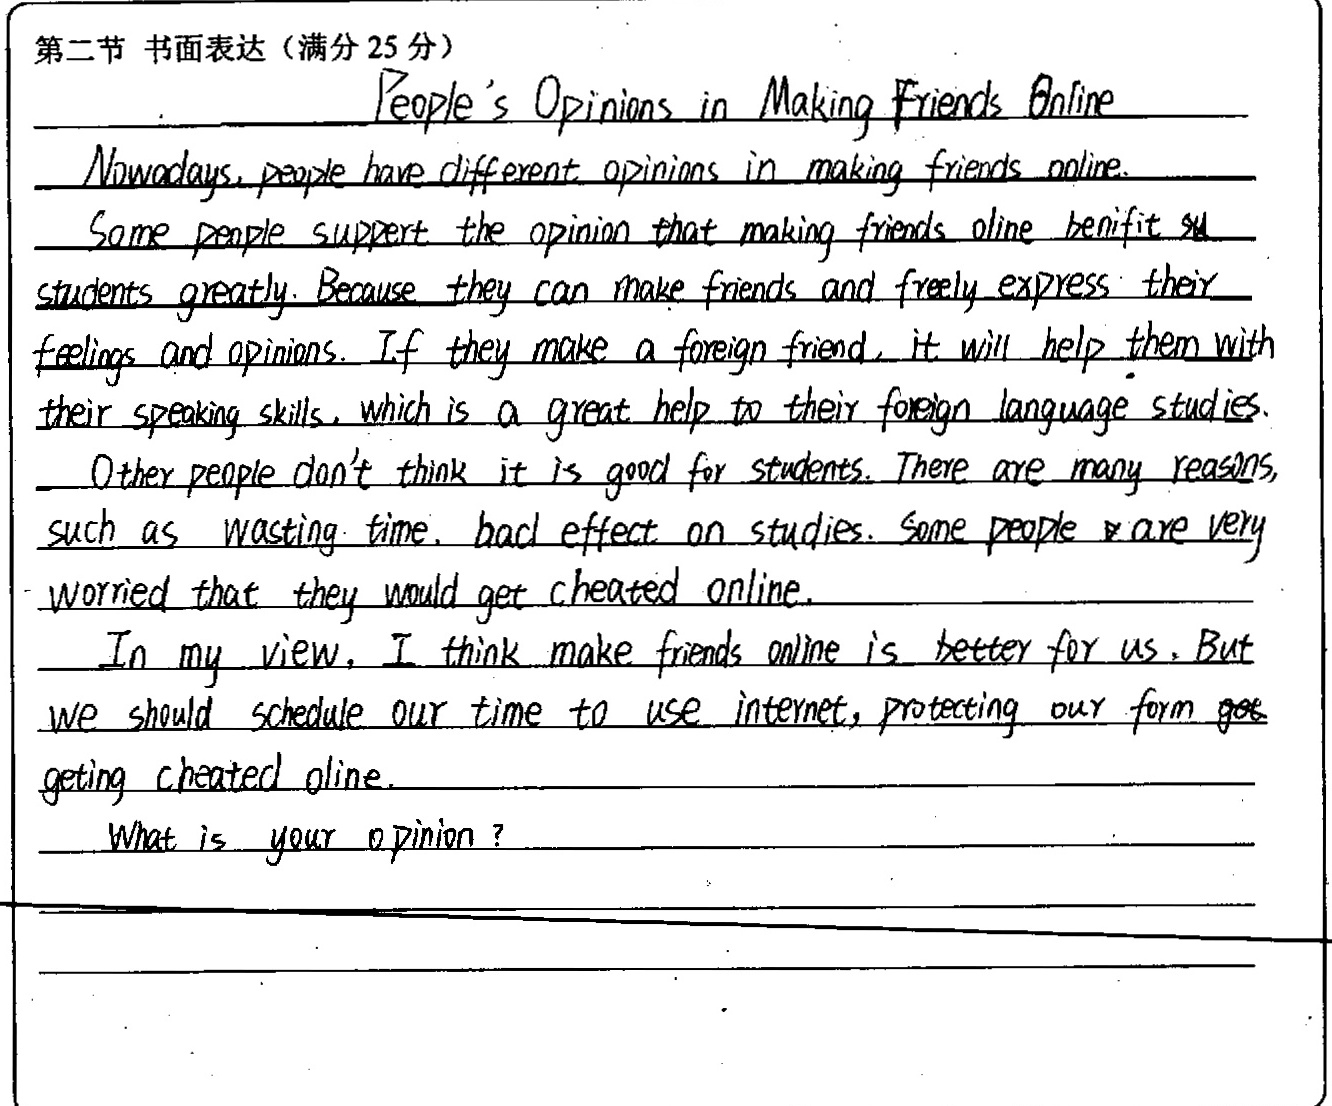 第二节 书面表达（满分 25 分）
People's Opinions in Making Friends Online
Nowadays, people have different opinions in making friends online.
Some people support the opinion that making friends oline benifit
students greatly. Because they can make friends and freely express their
feelings and opinions. If they make a foreign friend, it will help them with
their speaking skills, which is a great help to their foreign language studies.
Other people don't think it is good for students. There are many reasons,
such as wasting time, bad effect on studies. Some people are very
worried that they would get cheated online.
In my view, I think make friends online is better for us. But
we should schedule our time to use internet, protecting our form
geting cheated oline.
What is your opinion?